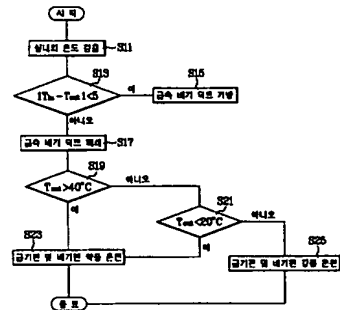 시 작
실내외 온도 검출
S11
S13
|Tin-Tout|<5
예
S15
급속 배기 덕트 개방
아니오
급속 배기 덕트 폐쇄
S17
S19
Tout>40°C
아니오
예
S21
Tout<20°C
아니오
예
S23
급기팬 및 배기팬 약풍 운전
S25
급기팬 및 배기팬 강풍 운전
종 료